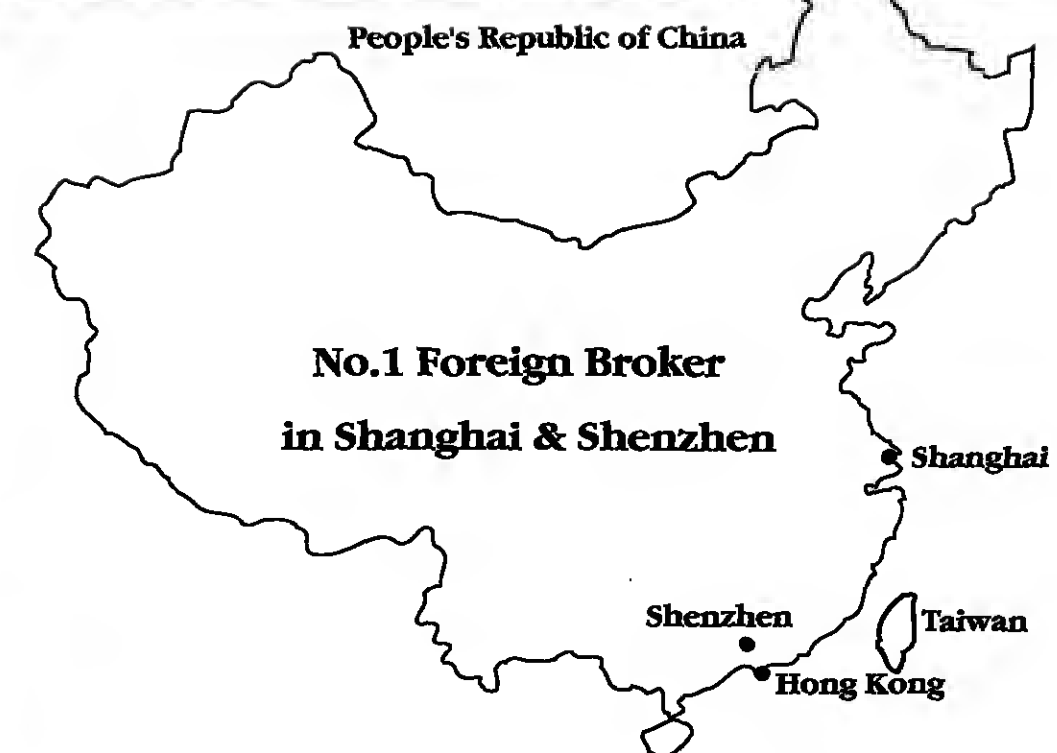 People's Republic of China
No.1 Foreign Broker
in Shanghai & Shenzhen
Shanghai
Shenzhen
Taiwan
Hong Kong